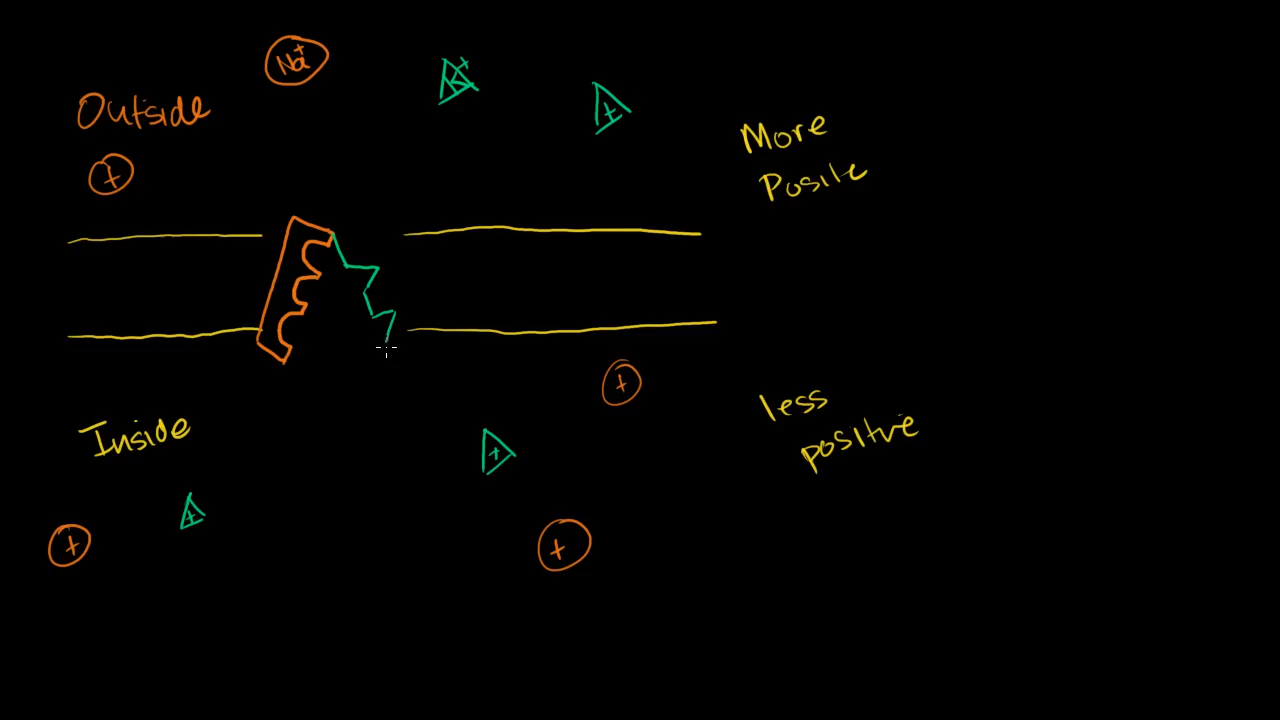 Na+
K+
Outside
+
More
+
Posite
+
+
less
Inside
positive
+
+
+
+